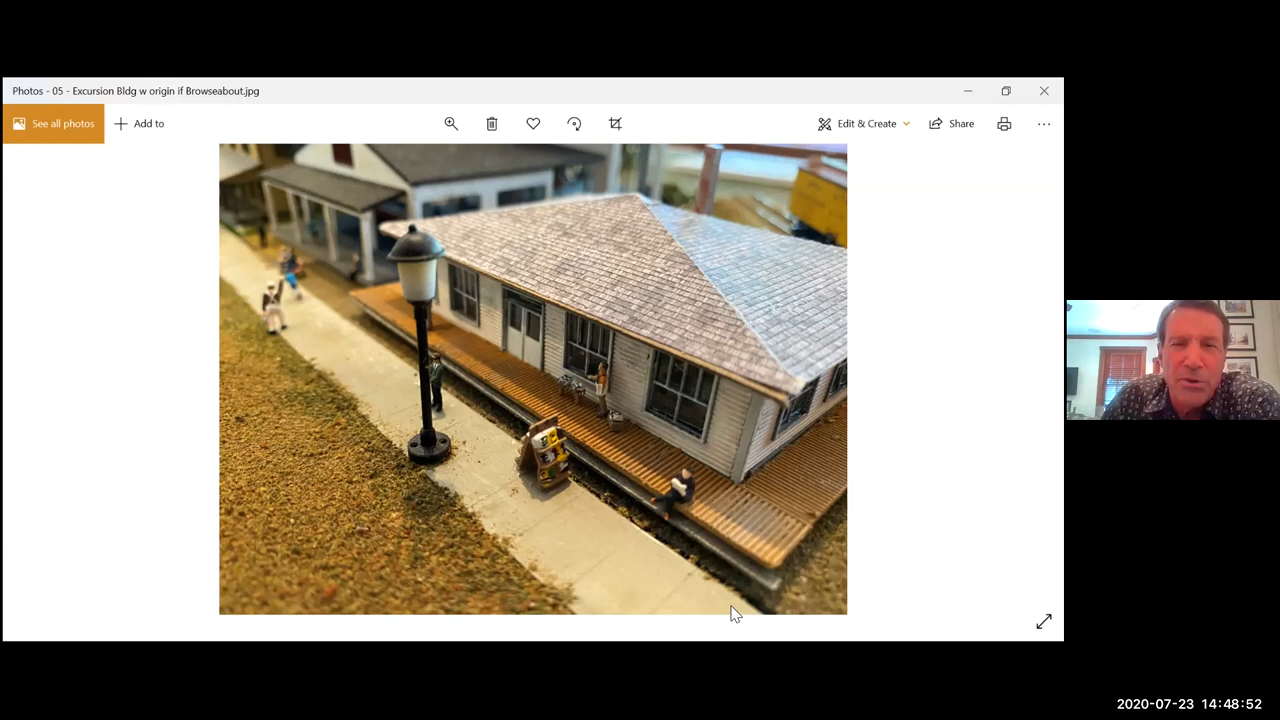 Photos - 05 - Excursion Bldg w origin if Browseabout.jpg
See all photos
Add to
Edit & Create
Share
2020-07-23 14:48:52